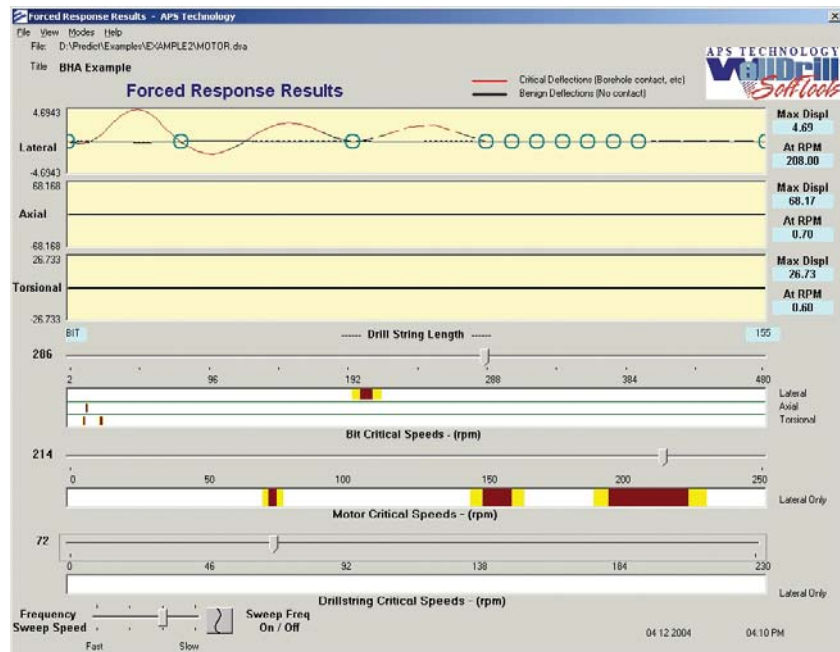 Forced Response Results - APS Technology
File View Modes Help
File: D:\Predict\Examples\EXAMPLE2\MOTOR.dsa
Title BHA Example
APS TECHNOLOGY
WellDrill
SoftTools
Forced Response Results
Critical Deflections (Borehole contact, etc)
Benign Deflections (No contact)
4.6943
Lateral
-4.6943
Max Displ
4.69
At RPM
208.00
68.168
Axial
-68.168
Max Displ
68.17
At RPM
0.70
26.733
Torsional
-26.733
Max Displ
26.73
At RPM
0.60
BIT
------ Drill String Length ------
155
286
2 96 192 288 384 480
Lateral
Axial
Torsional
Bit Critical Speeds - (rpm)
214
0 50 100 150 200 250
Lateral Only
Motor Critical Speeds - (rpm)
72
0 46 92 138 184 230
Lateral Only
Drillstring Critical Speeds - (rpm)
Frequency
Sweep Speed
Fast Slow
Sweep Freq
On / Off
04 12 2004 04:10 PM